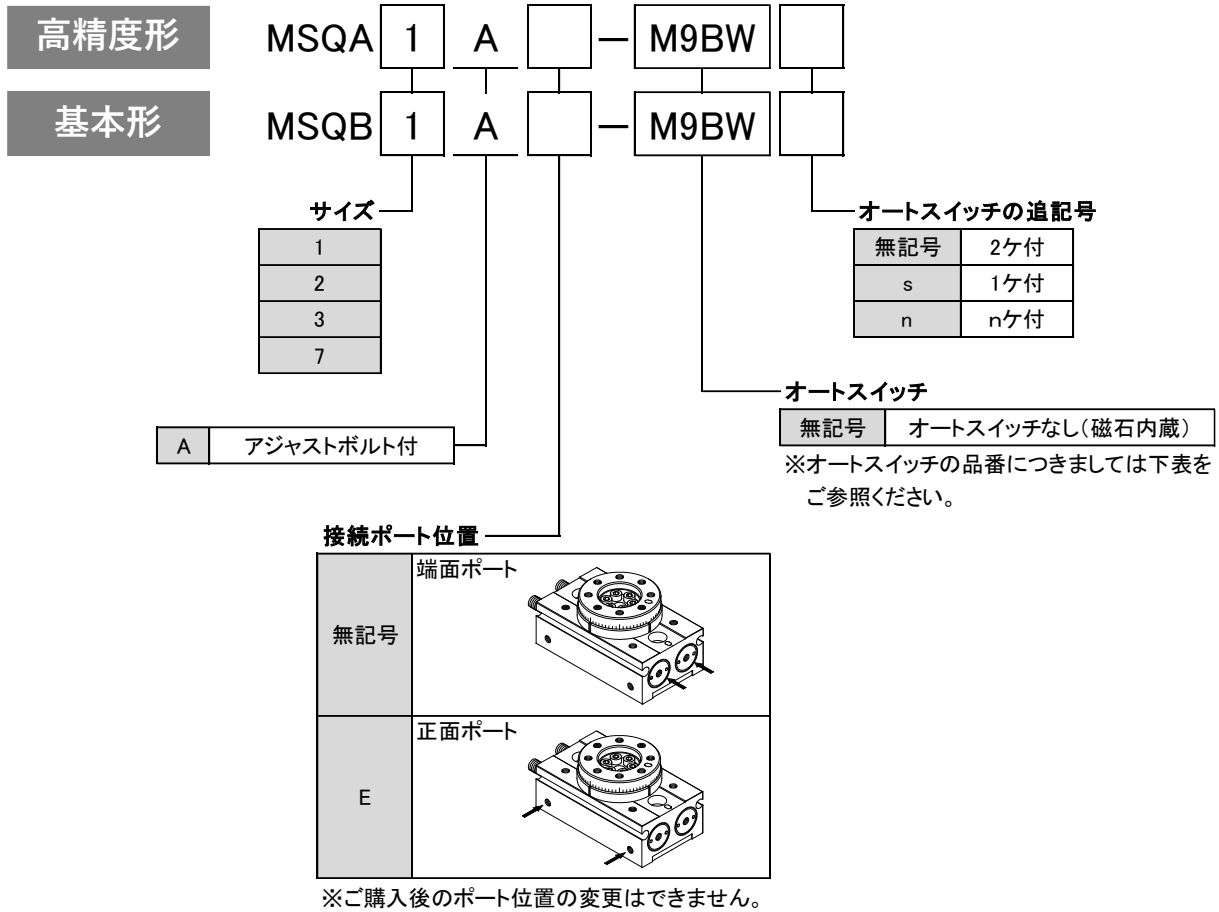 高精度形 MSQA 1 A － M9BW
基本形 MSQB 1 A － M9BW
サイズ
1
2
3
7
オートスイッチの追記号
無記号 2ケ付
s 1ケ付
n nケ付
オートスイッチ
無記号 オートスイッチなし（磁石内蔵）
※オートスイッチの品番につきましては下表を
ご参照ください。
A アジャストボルト付
接続ポート位置
無記号 端面ポート
E 正面ポート
※ご購入後のポート位置の変更はできません。